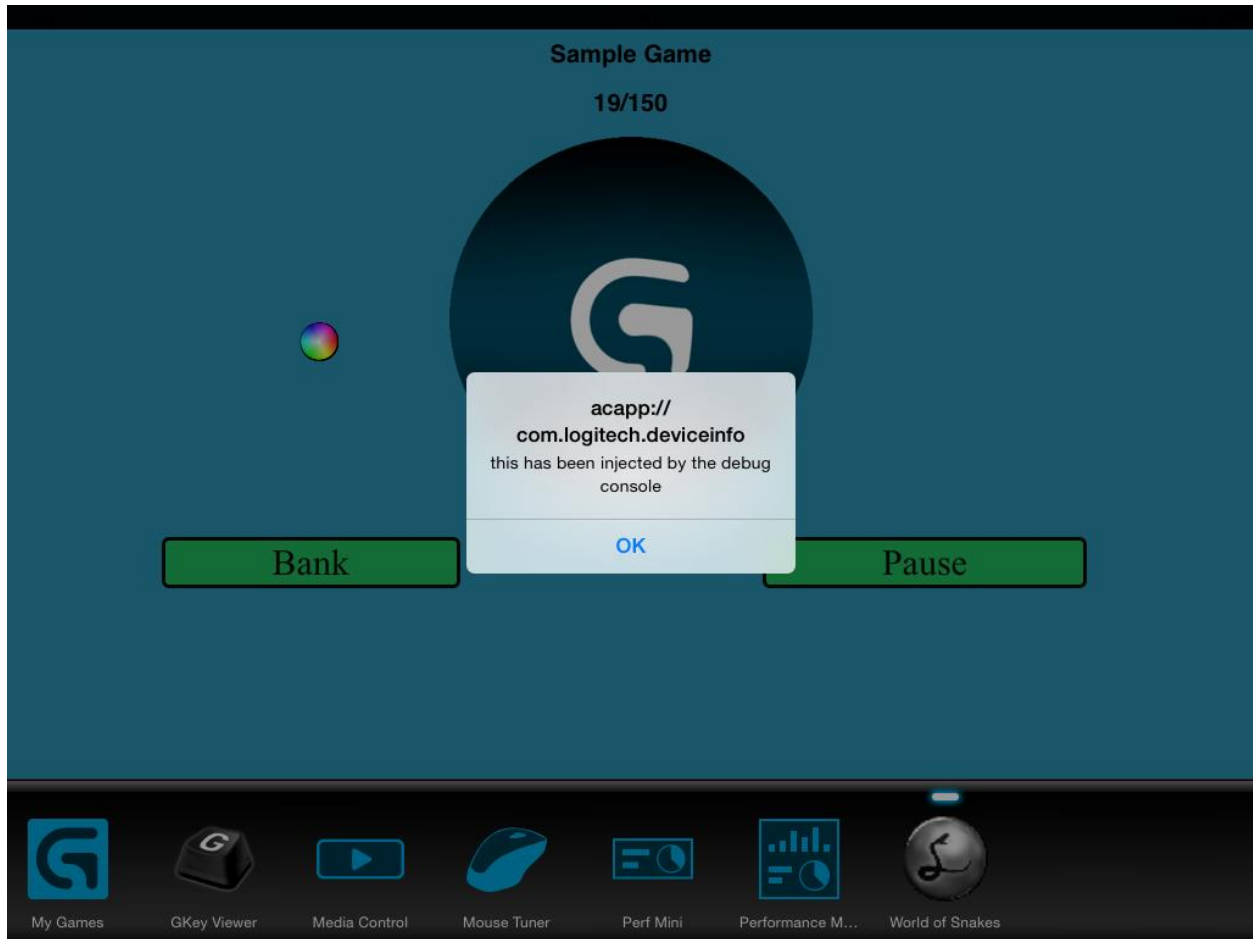 Sample Game
19/150
acapp://
com.logitech.deviceinfo
this has been injected by the debug
console
OK
Bank
Pause
My Games
GKey Viewer
Media Control
Mouse Tuner
Perf Mini
Performance M...
World of Snakes